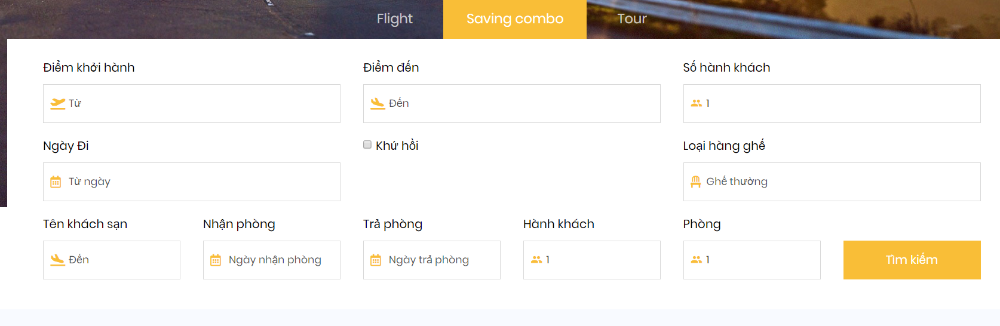 Flight Saving combo Tour
Điểm khởi hành Điểm đến Số hành khách
Từ Đến 1
Ngày Đi Khứ hồi Loại hàng ghế
Từ ngày Ghế thường
Tên khách sạn Nhận phòng Trả phòng Hành khách Phòng
Đến Ngày nhận phòng Ngày trả phòng 1 1 Tìm kiếm